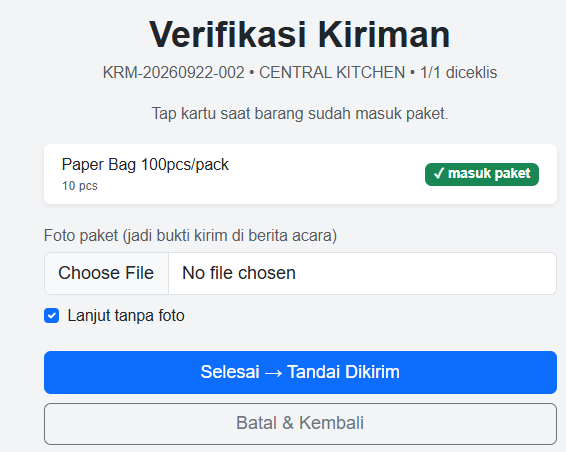 Verifikasi Kiriman
KRM-20260922-002 • CENTRAL KITCHEN • 1/1 diceklis
Tap kartu saat barang sudah masuk paket.
Paper Bag 100pcs/pack
✓ masuk paket
10 pcs
Foto paket (jadi bukti kirim di berita acara)
Choose File No file chosen
Lanjut tanpa foto
Selesai → Tandai Dikirim
Batal & Kembali